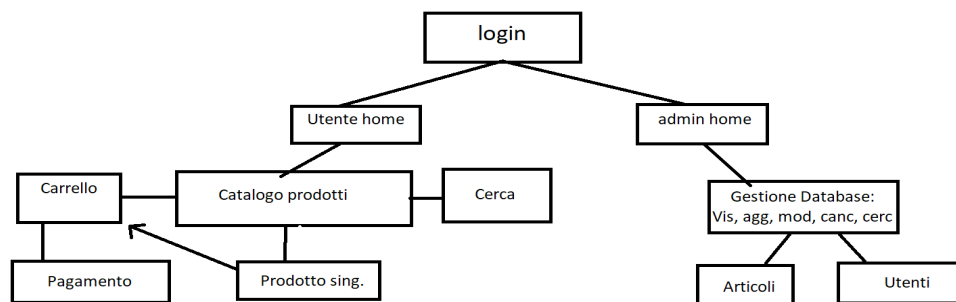 login
Utente home
admin home
Carrello
Catalogo prodotti
Cerca
Gestione Database:
Vis, agg, mod, canc, cerc
Pagamento
Prodotto sing.
Articoli
Utenti